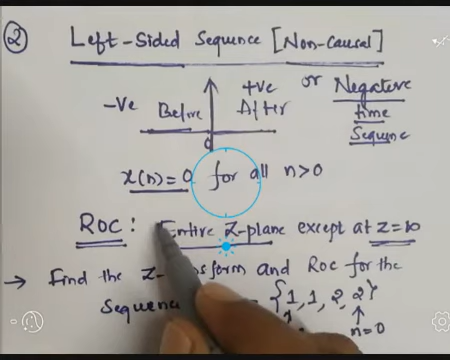 ② Left-Sided Sequence [Non-Causal]
-Ve Before +Ve After or Negative time Sequence
0
x(n)=0 for all n>0
ROC: Entire Z-plane except at z=∞
→ Find the Z- and ROC for the
Sequence {1, 1, 2, 2}
n=0